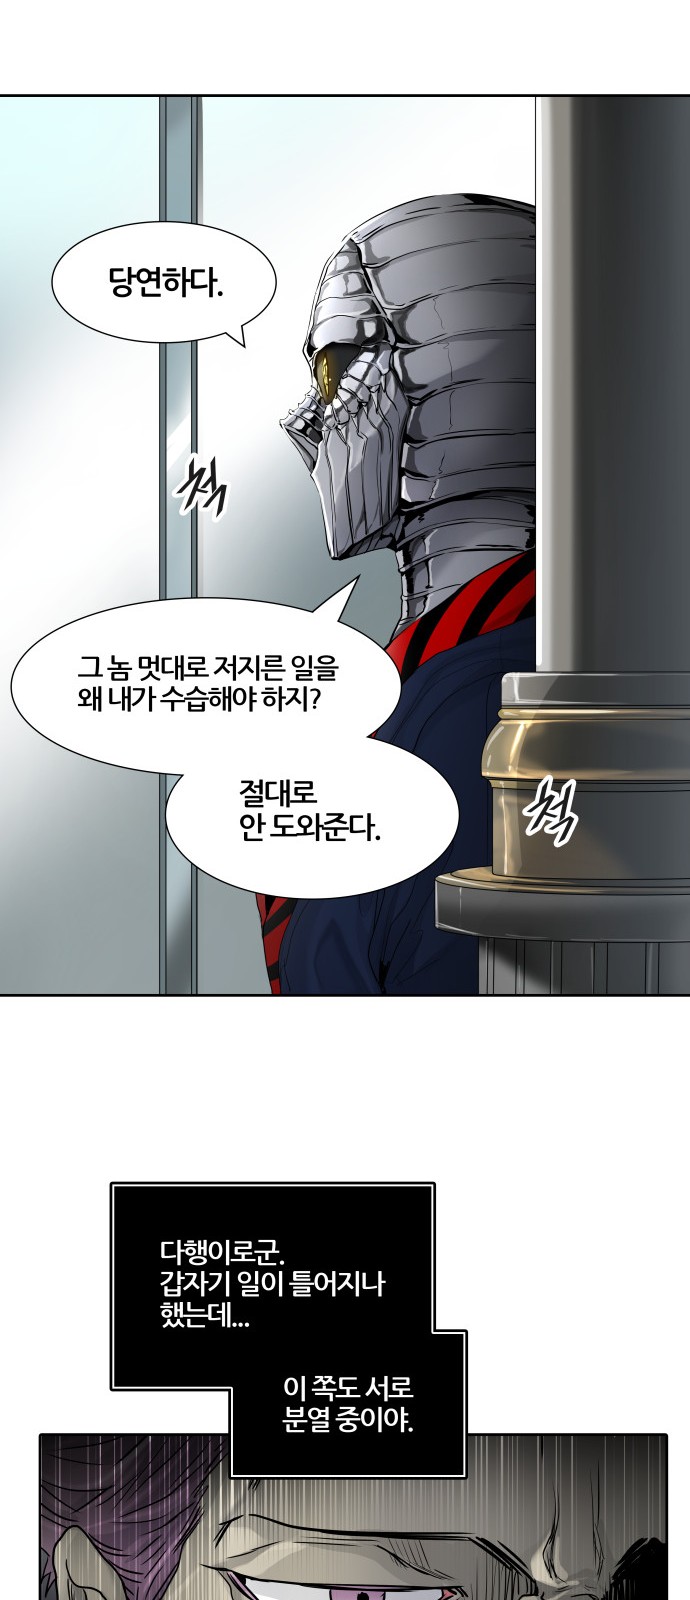 당연하다.
척
그 놈 멋대로 저지른 일을
왜 내가 수습해야 하지?
절대로
안 도와준다.
척
다행이로군.
갑자기 일이 틀어지나
했는데...
이 쪽도 서로
분열 중이야.